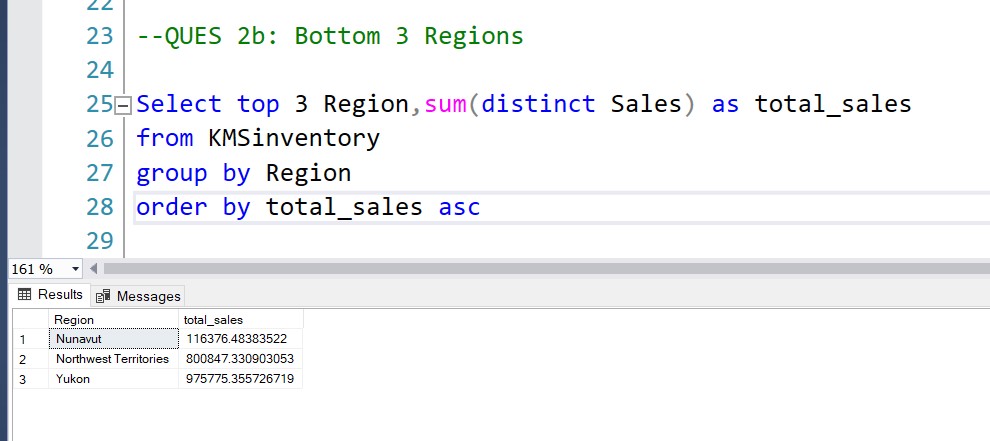 22
23 --QUES 2b: Bottom 3 Regions
24
25 Select top 3 Region,sum(distinct Sales) as total_sales
26 from KMSinventory
27 group by Region
28 order by total_sales asc
29
161 %
Results Messages
Region total_sales
1 Nunavut 116376.48383522
2 Northwest Territories 800847.330903053
3 Yukon 975775.355726719